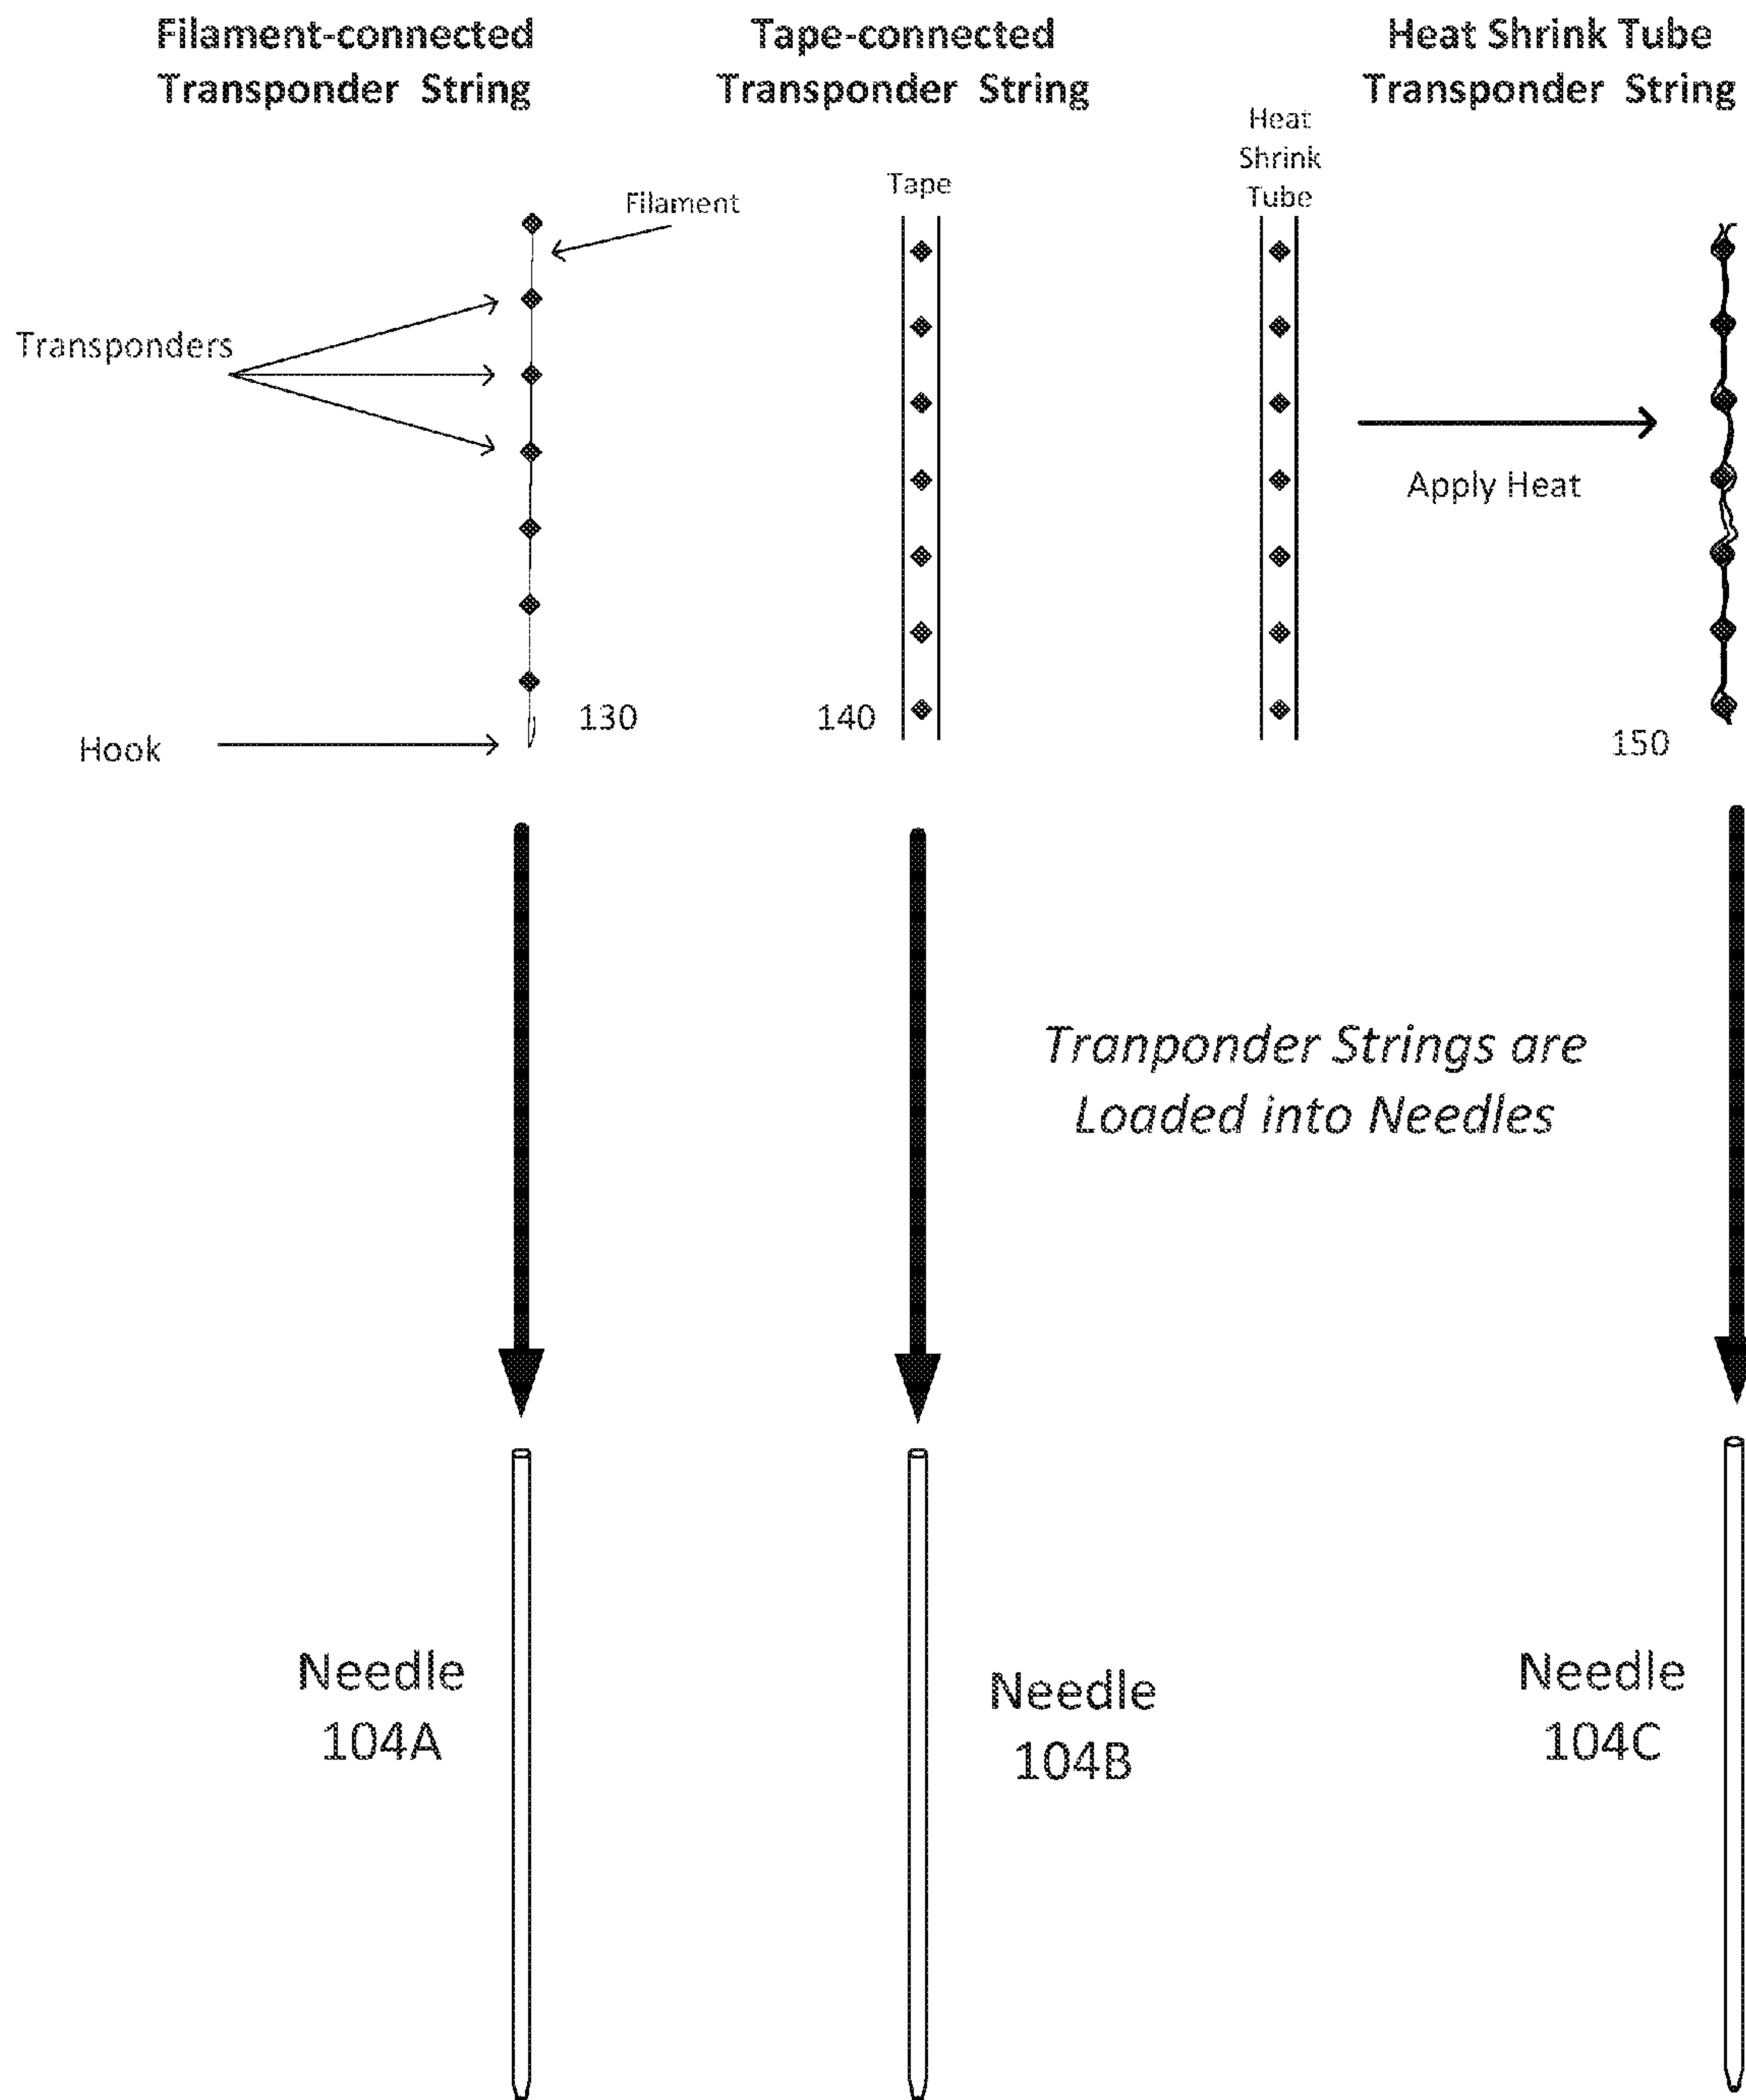 Filament-connected
Transponder String
Tape-connected
Transponder String
Heat Shrink Tube
Transponder String
Heat
Shrink
Tube
Tape
Filament
Transponders
Apply Heat
130
140
150
Hook
Tranponder Strings are
Loaded into Needles
Needle
104A
Needle
104B
Needle
104C